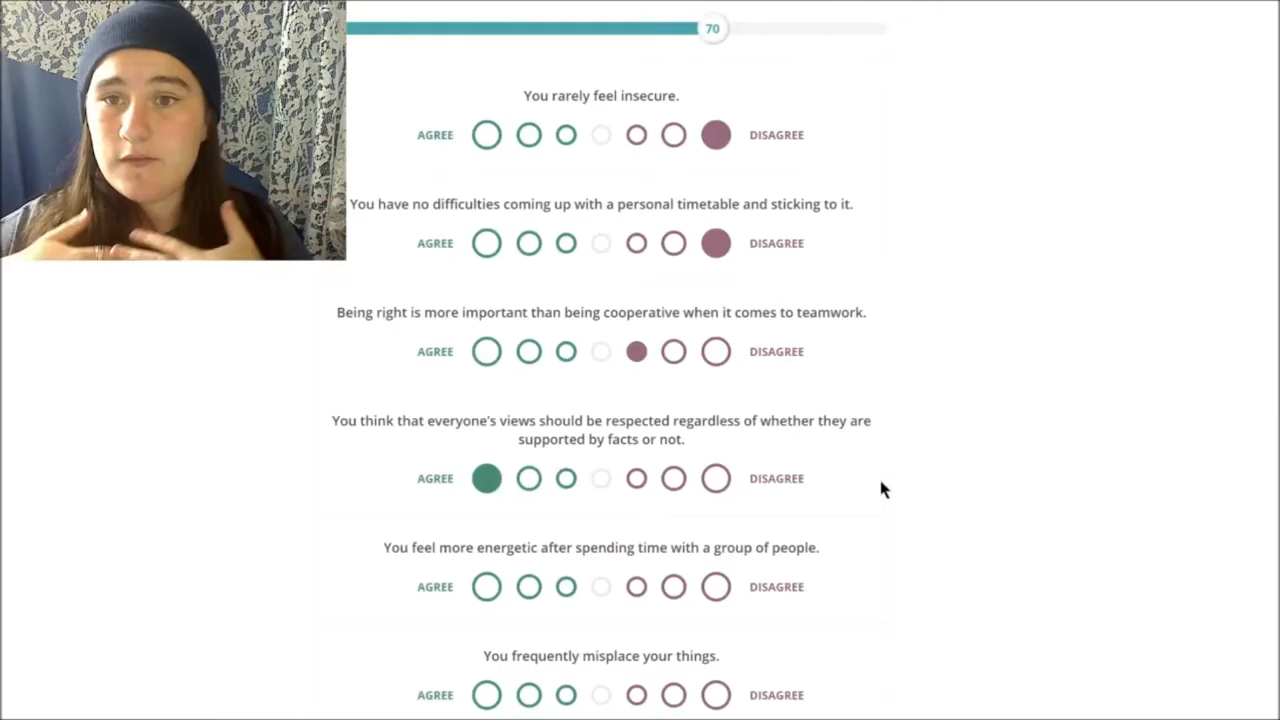 70
You rarely feel insecure.
AGREE DISAGREE
You have no difficulties coming up with a personal timetable and sticking to it.
AGREE DISAGREE
Being right is more important than being cooperative when it comes to teamwork.
AGREE DISAGREE
You think that everyone's views should be respected regardless of whether they are
supported by facts or not.
AGREE DISAGREE
You feel more energetic after spending time with a group of people.
AGREE DISAGREE
You frequently misplace your things.
AGREE DISAGREE